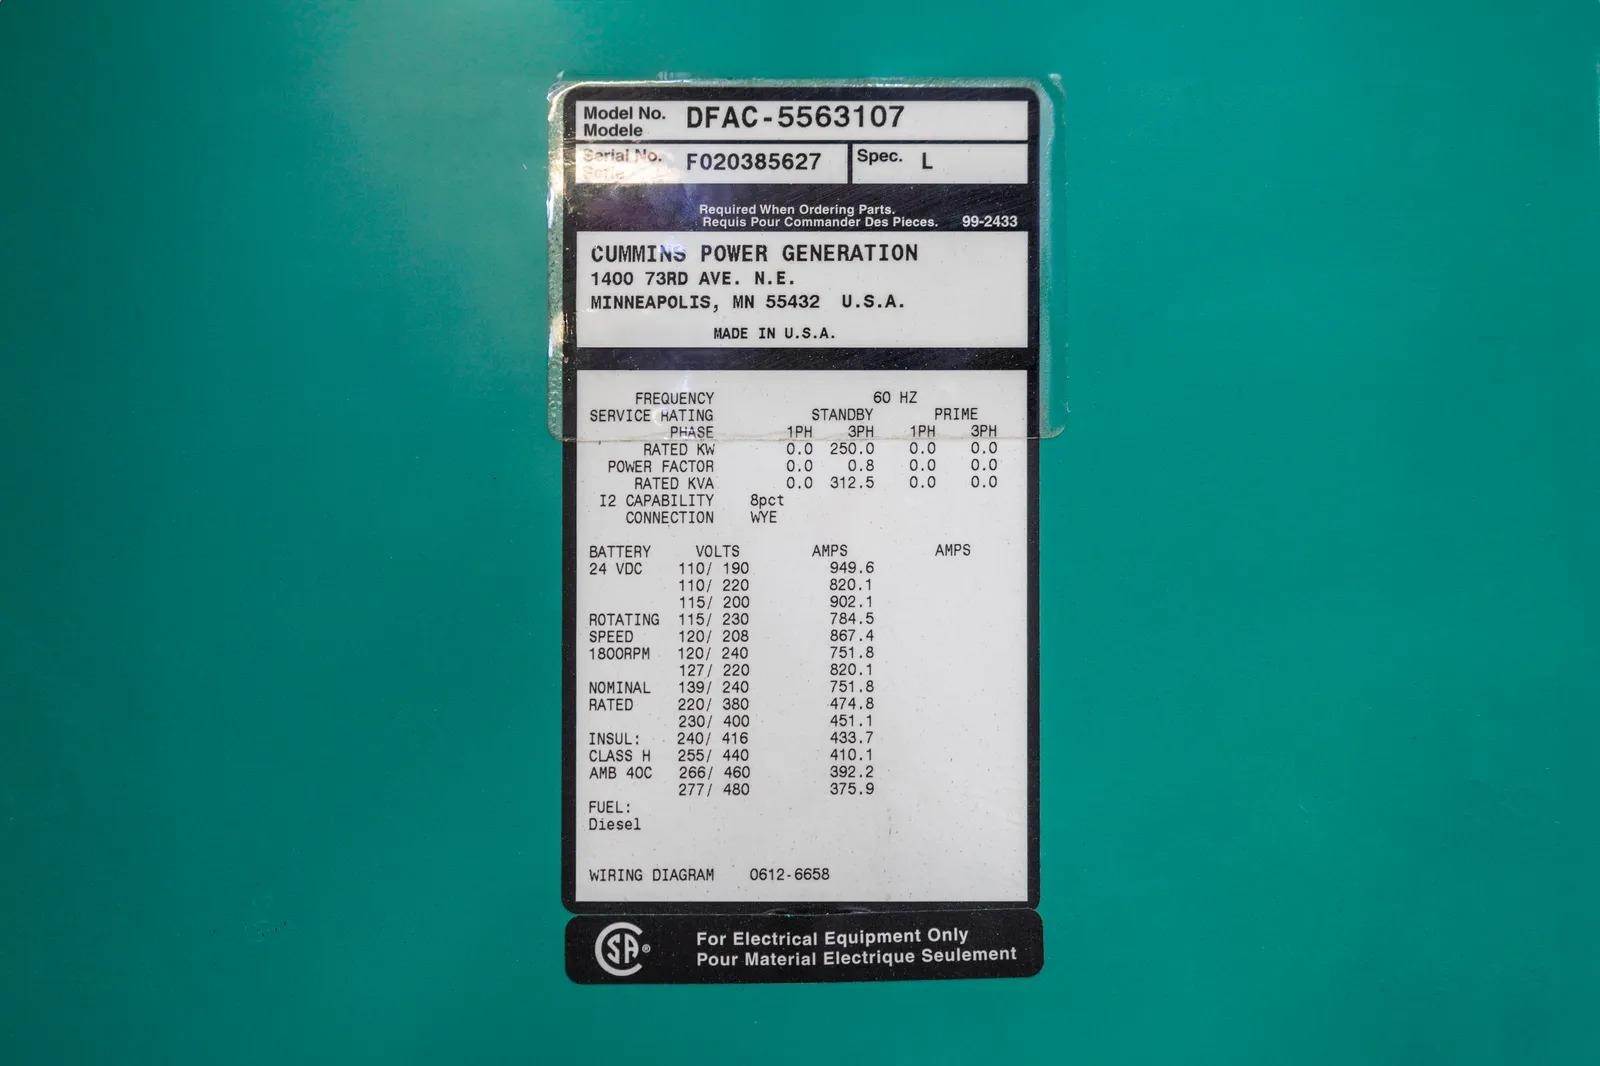 Model No. DFAC-5563107
Modele
Serial No. F020385627 Spec. L
Serie
Required When Ordering Parts.
Requis Pour Commander Des Pieces. 99-2433
CUMMINS POWER GENERATION
1400 73RD AVE. N.E.
MINNEAPOLIS, MN 55432 U.S.A.
MADE IN U.S.A.
FREQUENCY 60 HZ
SERVICE RATING STANDBY PRIME
PHASE 1PH 3PH 1PH 3PH
RATED KW 0.0 250.0 0.0 0.0
POWER FACTOR 0.0 0.8 0.0 0.0
RATED KVA 0.0 312.5 0.0 0.0
I2 CAPABILITY 8pct
CONNECTION WYE
BATTERY VOLTS AMPS AMPS
24 VDC 110/ 190 949.6
110/ 220 820.1
115/ 200 902.1
ROTATING 115/ 230 784.5
SPEED 120/ 208 867.4
1800RPM 120/ 240 751.8
127/ 220 820.1
NOMINAL 139/ 240 751.8
RATED 220/ 380 474.8
230/ 400 451.1
INSUL: 240/ 416 433.7
CLASS H 255/ 440 410.1
AMB 40C 266/ 460 392.2
277/ 480 375.9
FUEL:
Diesel
WIRING DIAGRAM 0612-6658
CSA® For Electrical Equipment Only
Pour Material Electrique Seulement